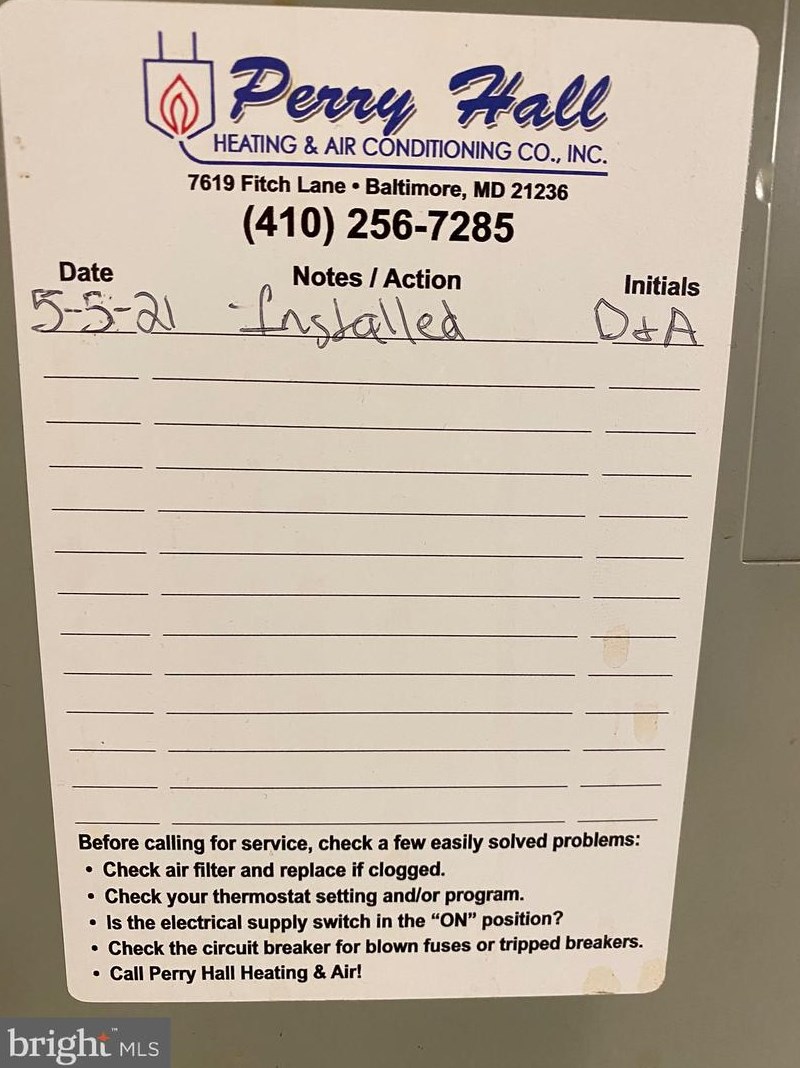 Perry Hall
HEATING & AIR CONDITIONING CO., INC.
7619 Fitch Lane • Baltimore, MD 21236
(410) 256-7285
Date Notes / Action Initials
5-5-21 -Installed D&A
Before calling for service, check a few easily solved problems:
• Check air filter and replace if clogged.
• Check your thermostat setting and/or program.
• Is the electrical supply switch in the “ON” position?
• Check the circuit breaker for blown fuses or tripped breakers.
• Call Perry Hall Heating & Air!
bright™ MLS